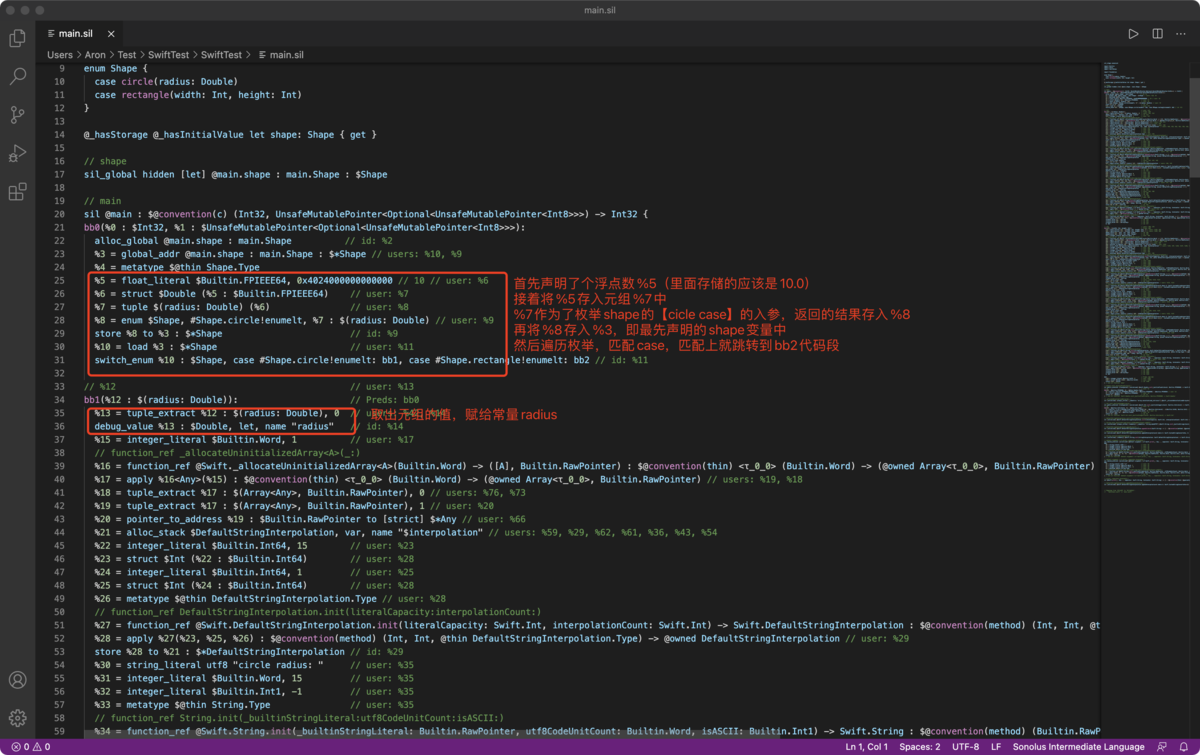 main.sil
main.sil
Users > Aron > Test > SwiftTest > SwiftTest > main.sil
9 enum Shape {
10 case circle(radius: Double)
11 case rectangle(width: Int, height: Int)
12 }
13
14 @_hasStorage @_hasInitialValue let shape: Shape { get }
15
16 // shape
17 sil_global hidden [let] @main.shape : main.Shape : $Shape
18
19 // main
20 sil @main : $@convention(c) (Int32, UnsafeMutablePointer<Optional<UnsafeMutablePointer<Int8>>>) -> Int32 {
21 bb0(%0 : $Int32, %1 : $UnsafeMutablePointer<Optional<UnsafeMutablePointer<Int8>>>):
22 alloc_global @main.shape : main.Shape // id: %2
23 %3 = global_addr @main.shape : main.Shape : $*Shape // users: %10, %9
24 %4 = metatype $@thin Shape.Type
25 %5 = float_literal $Builtin.FPIEEE64, 0x4024000000000000 // 10 // user: %6
26 %6 = struct $Double (%5 : $Builtin.FPIEEE64) // user: %7
27 %7 = tuple $(radius: Double) (%6) // user: %8
28 %8 = enum $Shape, #Shape.circle!enumelt, %7 : $(radius: Double) // user: %9
29 store %8 to %3 : $*Shape // id: %9
30 %10 = load %3 : $*Shape // user: %11
31 switch_enum %10 : $Shape, case #Shape.circle!enumelt: bb1, case #Shape.rectangle!enumelt: bb2 // id: %11
首先声明了个浮点数%5（里面存储的应该是10.0）
接着将%5存入元组%7中
%7作为了枚举shape的【cicle case】的入参，返回的结果存入%8
再将%8存入%3，即最先声明的shape变量中
然后遍历枚举，匹配case，匹配上就跳转到bb2代码段
32
33 // %12 // user: %13
34 bb1(%12 : $(radius: Double)): // Preds: bb0
35 %13 = tuple_extract %12 : $(radius: Double), 0 //
取出元组的值，赋给常量radius
36 debug_value %13 : $Double, let, name "radius" // id: %14
37 %15 = integer_literal $Builtin.Word, 1 // user: %17
38 // function_ref _allocateUninitializedArray<A>(_:)
39 %16 = function_ref @Swift._allocateUninitializedArray<A>(Builtin.Word) -> ([A], Builtin.RawPointer) : $@convention(thin) <τ_0_0> (Builtin.Word) -> (@owned Array<τ_0_0>, Builtin.RawPointer)
40 %17 = apply %16<Any>(%15) : $@convention(thin) <τ_0_0> (Builtin.Word) -> (@owned Array<τ_0_0>, Builtin.RawPointer) // users: %19, %18
41 %18 = tuple_extract %17 : $(Array<Any>, Builtin.RawPointer), 0 // users: %76, %73
42 %19 = tuple_extract %17 : $(Array<Any>, Builtin.RawPointer), 1 // user: %20
43 %20 = pointer_to_address %19 : $Builtin.RawPointer to [strict] $*Any // user: %66
44 %21 = alloc_stack $DefaultStringInterpolation, var, name "$interpolation" // users: %59, %29, %62, %61, %36, %43, %54
45 %22 = integer_literal $Builtin.Int64, 15 // user: %23
46 %23 = struct $Int (%22 : $Builtin.Int64) // user: %28
47 %24 = integer_literal $Builtin.Int64, 1 // user: %25
48 %25 = struct $Int (%24 : $Builtin.Int64) // user: %28
49 %26 = metatype $@thin DefaultStringInterpolation.Type // user: %28
50 // function_ref DefaultStringInterpolation.init(literalCapacity:interpolationCount:)
51 %27 = function_ref @Swift.DefaultStringInterpolation.init(literalCapacity: Swift.Int, interpolationCount: Swift.Int) -> Swift.DefaultStringInterpolation : $@convention(method) (Int, Int, @t
52 %28 = apply %27(%23, %25, %26) : $@convention(method) (Int, Int, @thin DefaultStringInterpolation.Type) -> @owned DefaultStringInterpolation // user: %29
53 store %28 to %21 : $*DefaultStringInterpolation // id: %29
54 %30 = string_literal utf8 "circle radius: " // user: %35
55 %31 = integer_literal $Builtin.Word, 15 // user: %35
56 %32 = integer_literal $Builtin.Int1, -1 // user: %35
57 %33 = metatype $@thin String.Type // user: %35
58 // function_ref String.init(_builtinStringLiteral:utf8CodeUnitCount:isASCII:)
59 %34 = function_ref @Swift.String.init(_builtinStringLiteral: Builtin.RawPointer, utf8CodeUnitCount: Builtin.Word, isASCII: Builtin.Int1) -> Swift.String : $@convention(method) (Builtin.RawP
0 0 Ln 1, Col 1 Spaces: 2 UTF-8 LF Sonolus Intermediate Language